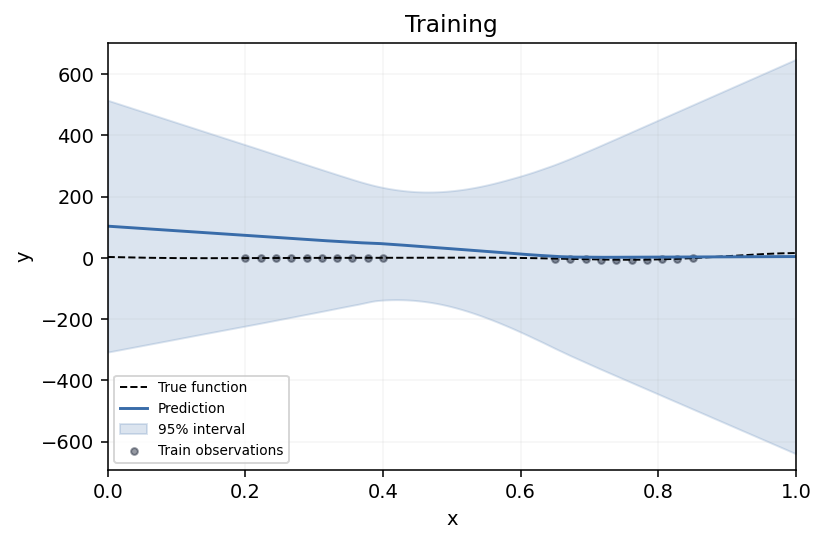 Training
600
400
200
0
−200
−400
−600
y
True function
Prediction
95% interval
Train observations
0.0 0.2 0.4 0.6 0.8 1.0
x